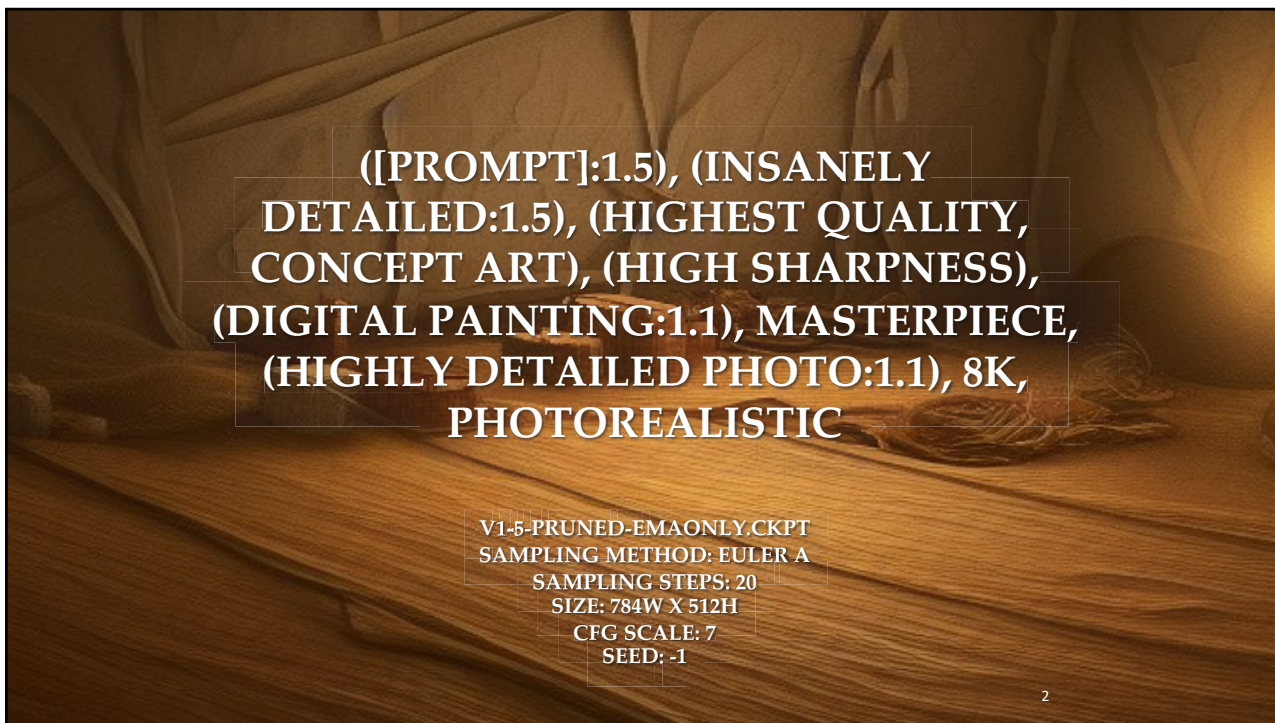 ([PROMPT]:1.5), (INSANELY
DETAILED:1.5), (HIGHEST QUALITY,
CONCEPT ART), (HIGH SHARPNESS),
(DIGITAL PAINTING:1.1), MASTERPIECE,
(HIGHLY DETAILED PHOTO:1.1), 8K,
PHOTOREALISTIC
V1-5-PRUNED-EMAONLY.CKPT
SAMPLING METHOD: EULER A
SAMPLING STEPS: 20
SIZE: 784W X 512H
CFG SCALE: 7
SEED: -1
2